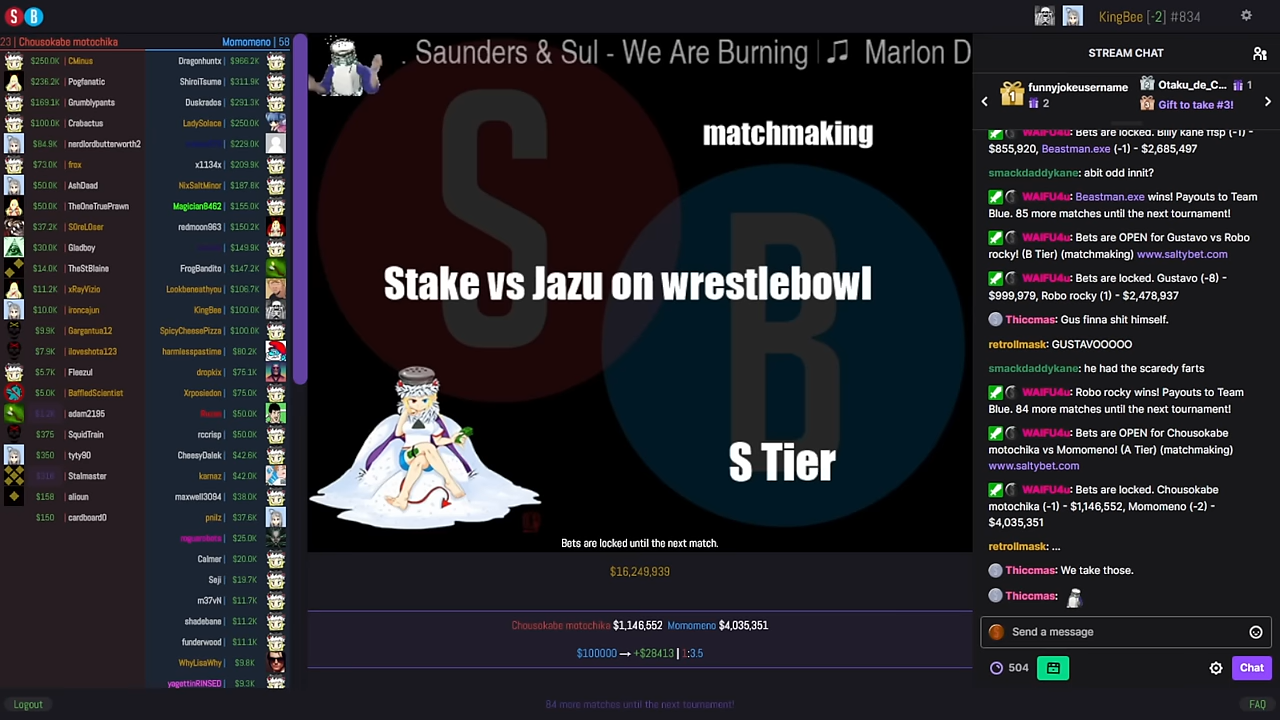 S B
KingBee [-2] #834
23 | Chousokabe motochika
Momomeno | 58
$250.0K | CMinus
$236.2K | Pogfanatic
$169.1K | Grumblypants
$100.0K | Crabactus
$84.9K | nerdlordbutterworth2
$73.0K | frox
$50.0K | AshDaad
$50.0K | TheOneTruePrawn
$37.2K | S0reL0ser
$30.0K | Gladboy
$14.0K | TheStBlaine
$11.2K | xRayVizio
$10.0K | ironcajun
$9.9K | Gargantua12
$7.9K | iloveshota123
$5.7K | Fleezul
$5.0K | BaffledScientist
| adam2195
$375 | SquidTrain
$350 | tyty90
| Stalmaster
$158 | alioun
$150 | cardboard0
Dragonhuntx | $966.2K
ShiroiTsume | $311.9K
Duskrados | $291.3K
LadySolace | $250.0K
| $229.0K
x1134x | $209.9K
NixSaltMinor | $187.8K
Magician8462 | $155.0K
redmoon963 | $150.2K
| $149.9K
FrogBandito | $147.2K
Lookbeneathyou | $106.7K
KingBee | $100.0K
SpicyCheesePizza | $100.0K
harmlesspastime | $80.2K
dropkix | $75.1K
Xrposiedon | $75.0K
| $50.0K
rccrisp | $50.0K
CheesyDalek | $42.6K
karnaz | $42.0K
maxwell3094 | $38.0K
pnilz | $37.6K
| $25.0K
Calmer | $20.0K
Seji | $19.7K
m37vN | $11.7K
shadebane | $11.2K
funderwood | $11.1K
WhyLisaWhy | $9.8K
yagettinRINSED | $9.3K
Logout
. Saunders & Sul - We Are Burning | ♫ Marlon D
S B
matchmaking
Stake vs Jazu on wrestlebowl
S Tier
Bets are locked until the next match.
$16,249,939
Chousokabe motochika $1,146,552 Momomeno $4,035,351
$100000 → +$28413 | 1:3.5
84 more matches until the next tournament!
STREAM CHAT
1 funnyjokeusername
2
Otaku_de_C... 1
Gift to take #3!
WAIFU4u: Bets are locked. Billy kane ffsp (-1) -
$855,920, Beastman.exe (-1) - $2,685,497
smackdaddykane: abit odd innit?
WAIFU4u: Beastman.exe wins! Payouts to Team
Blue. 85 more matches until the next tournament!
WAIFU4u: Bets are OPEN for Gustavo vs Robo
rocky! (B Tier) (matchmaking) www.saltybet.com
WAIFU4u: Bets are locked. Gustavo (-8) -
$999,979, Robo rocky (1) - $2,478,937
Thiccmas: Gus finna shit himself.
retrollmask: GUSTAVOOOOO
smackdaddykane: he had the scaredy farts
WAIFU4u: Robo rocky wins! Payouts to Team
Blue. 84 more matches until the next tournament!
WAIFU4u: Bets are OPEN for Chousokabe
motochika vs Momomeno! (A Tier) (matchmaking)
www.saltybet.com
WAIFU4u: Bets are locked. Chousokabe
motochika (-1) - $1,146,552, Momomeno (-2) -
$4,035,351
retrollmask: ...
Thiccmas: We take those.
Thiccmas:
Send a message
504
Chat
FAQ